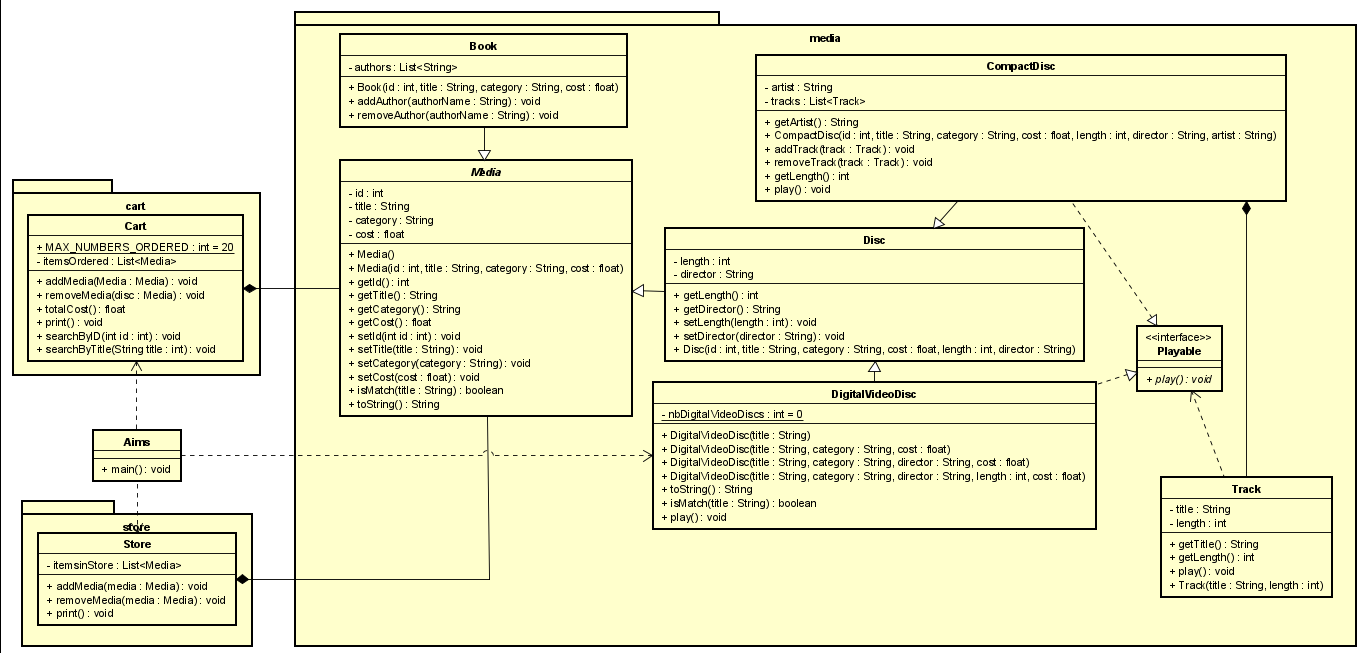 media
Book
- authors : List<String>
+ Book(id : int, title : String, category : String, cost : float)
+ addAuthor(authorName : String) : void
+ removeAuthor(authorName : String) : void
CompactDisc
- artist : String
- tracks : List<Track>
+ getArtist() : String
+ CompactDisc(id : int, title : String, category : String, cost : float, length : int, director : String, artist : String)
+ addTrack(track : Track) : void
+ removeTrack(track : Track) : void
+ getLength() : int
+ play() : void
Media
- id : int
- title : String
- category : String
- cost : float
+ Media()
+ Media(id : int, title : String, category : String, cost : float)
+ getId() : int
+ getTitle() : String
+ getCategory() : String
+ getCost() : float
+ setId(int id : int) : void
+ setTitle(title : String) : void
+ setCategory(category : String) : void
+ setCost(cost : float) : void
+ isMatch(title : String) : boolean
+ toString() : String
cart
Cart
+ MAX_NUMBERS_ORDERED : int = 20
- itemsOrdered : List<Media>
+ addMedia(Media : Media) : void
+ removeMedia(disc : Media) : void
+ totalCost() : float
+ print() : void
+ searchByID(int id : int) : void
+ searchByTitle(String title : int) : void
Disc
- length : int
- director : String
+ getLength() : int
+ getDirector() : String
+ setLength(length : int) : void
+ setDirector(director : String) : void
+ Disc(id : int, title : String, category : String, cost : float, length : int, director : String)
<<interface>>
Playable
+ play() : void
DigitalVideoDisc
- nbDigitalVideoDiscs : int = 0
+ DigitalVideoDisc(title : String)
+ DigitalVideoDisc(title : String, category : String, cost : float)
+ DigitalVideoDisc(title : String, category : String, director : String, cost : float)
+ DigitalVideoDisc(title : String, category : String, director : String, length : int, cost : float)
+ toString() : String
+ isMatch(title : String) : boolean
+ play() : void
Aims
+ main() : void
Track
- title : String
- length : int
+ getTitle() : String
+ getLength() : int
+ play() : void
+ Track(title : String, length : int)
store
Store
- itemsinStore : List<Media>
+ addMedia(media : Media) : void
+ removeMedia(media : Media) : void
+ print() : void